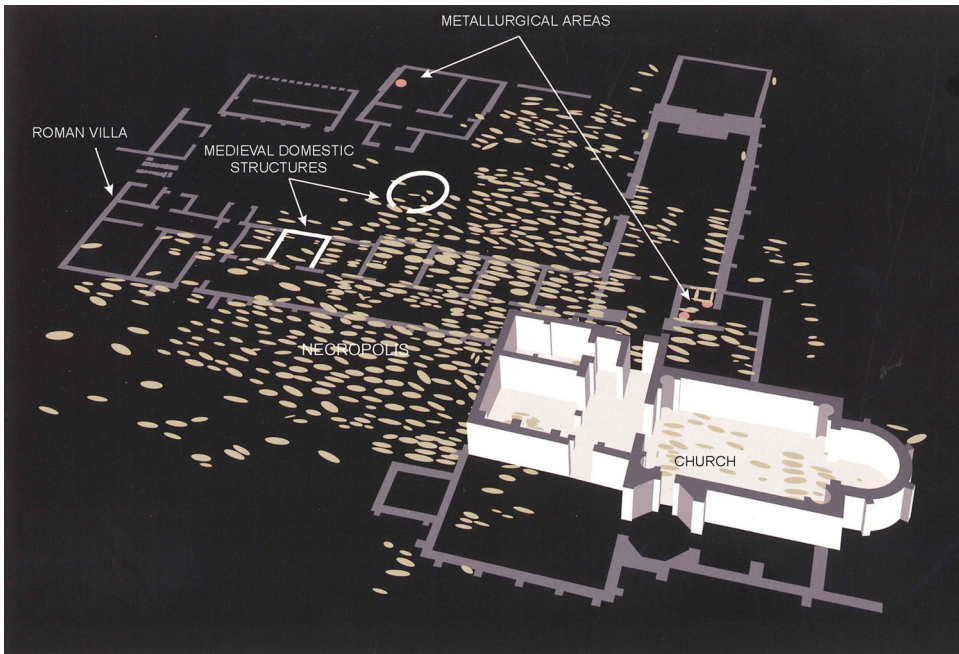 METALLURGICAL AREAS
ROMAN VILLA
MEDIEVAL DOMESTIC
STRUCTURES
NECROPOLIS
CHURCH